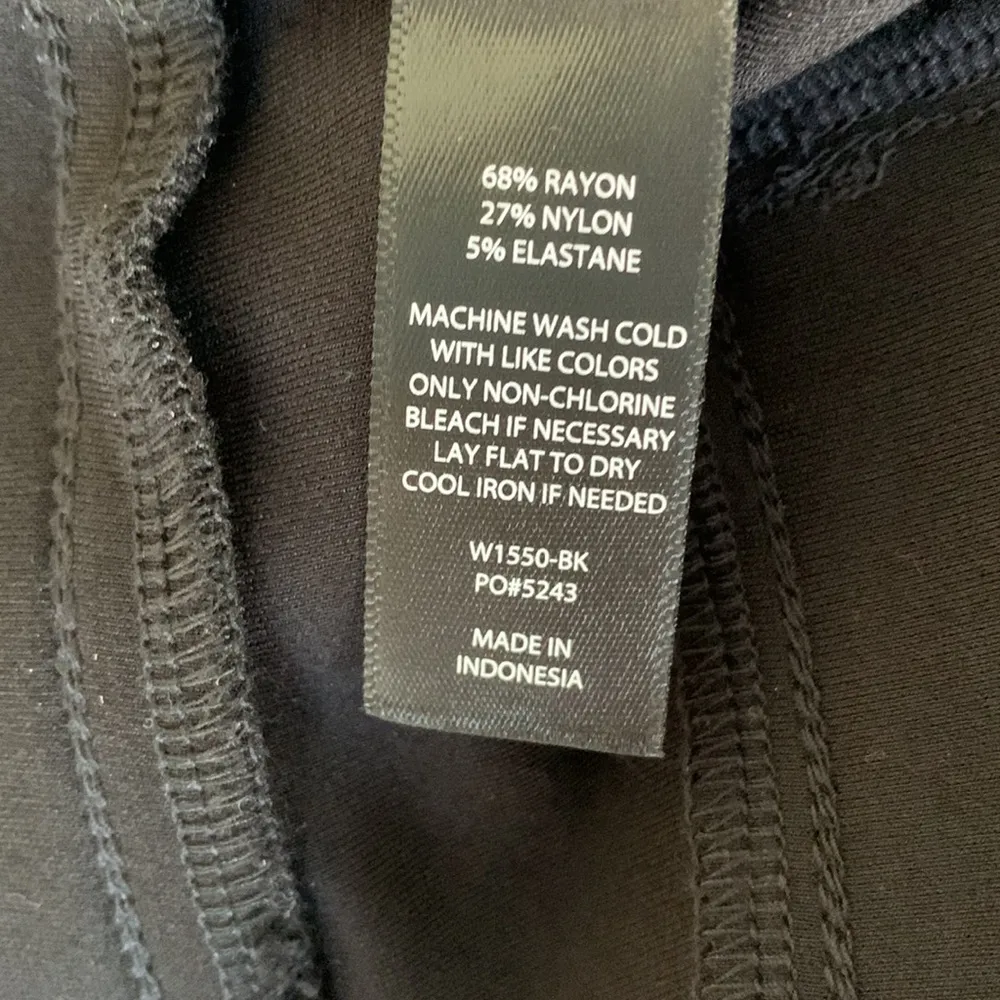 68% RAYON
27% NYLON
5% ELASTANE
MACHINE WASH COLD
WITH LIKE COLORS
ONLY NON-CHLORINE
BLEACH IF NECESSARY
LAY FLAT TO DRY
COOL IRON IF NEEDED
W1550-BK
PO#5243
MADE IN
INDONESIA